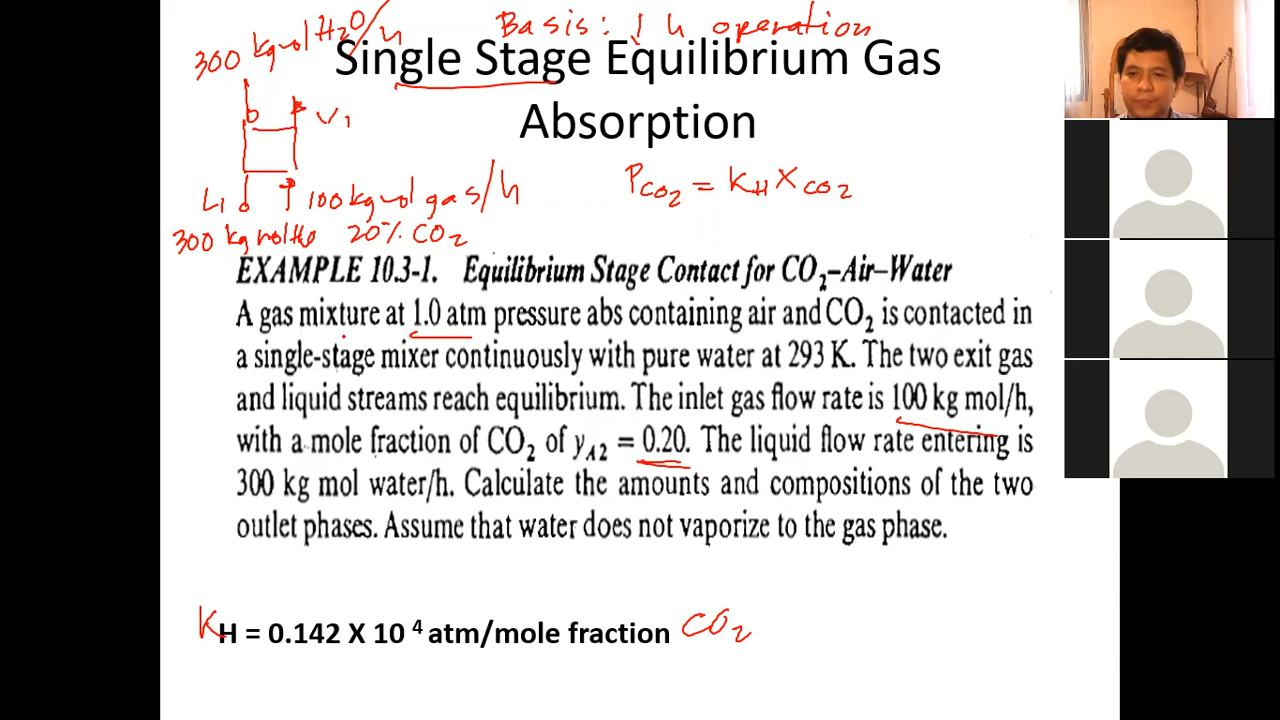 Basis: 1 h operation
300 kgmol H2O/h
Single Stage Equilibrium Gas
Absorption
V1
PCO2 = KH XCO2
L1 100 kgmol gas/h
300 kgmol 20% CO2
EXAMPLE 10.3-1. Equilibrium Stage Contact for CO2–Air–Water
A gas mixture at 1.0 atm pressure abs containing air and CO2 is contacted in
a single-stage mixer continuously with pure water at 293 K. The two exit gas
and liquid streams reach equilibrium. The inlet gas flow rate is 100 kg mol/h,
with a mole fraction of CO2 of yA2 = 0.20. The liquid flow rate entering is
300 kg mol water/h. Calculate the amounts and compositions of the two
outlet phases. Assume that water does not vaporize to the gas phase.
KH = 0.142 X 10 4 atm/mole fraction CO2